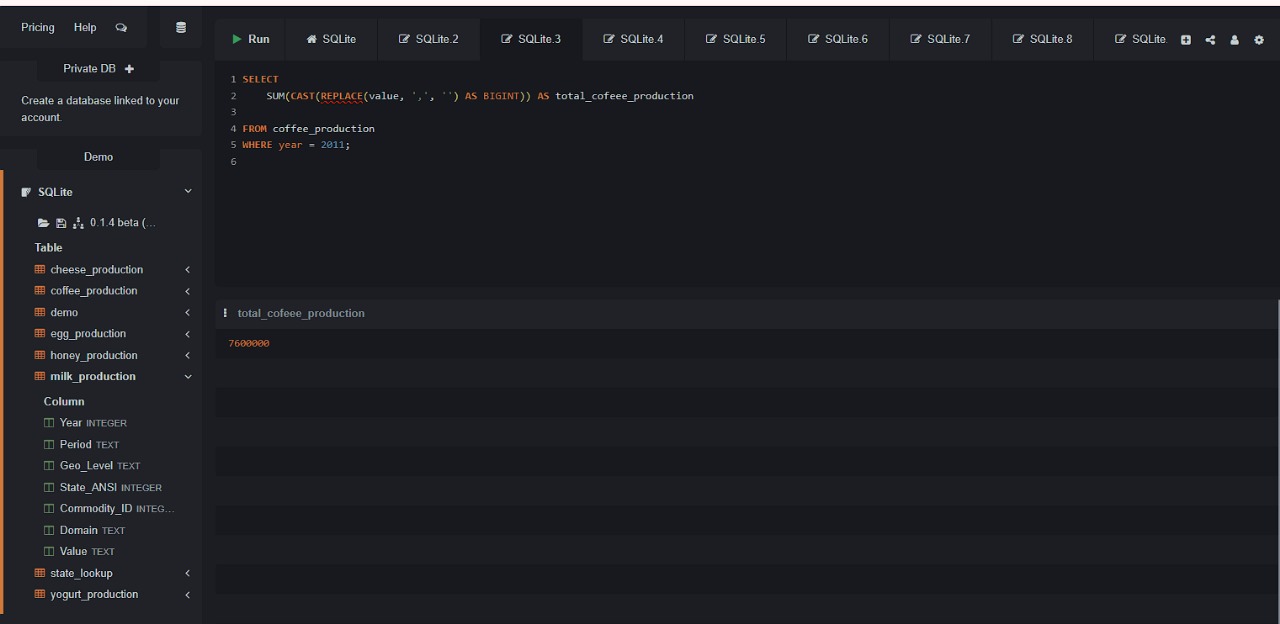 Pricing Help
Run SQLite SQLite.2 SQLite.3 SQLite.4 SQLite.5 SQLite.6 SQLite.7 SQLite.8 SQLite.
Private DB
Create a database linked to your
account.
Demo
SQLite
0.1.4 beta (...
Table
cheese_production
coffee_production
demo
egg_production
honey_production
milk_production
Column
Year INTEGER
Period TEXT
Geo_Level TEXT
State_ANSI INTEGER
Commodity_ID INTEG...
Domain TEXT
Value TEXT
state_lookup
yogurt_production
1 SELECT
2 SUM(CAST(REPLACE(value, ',', '') AS BIGINT)) AS total_cofeee_production
3
4 FROM coffee_production
5 WHERE year = 2011;
6
total_cofeee_production
7600000